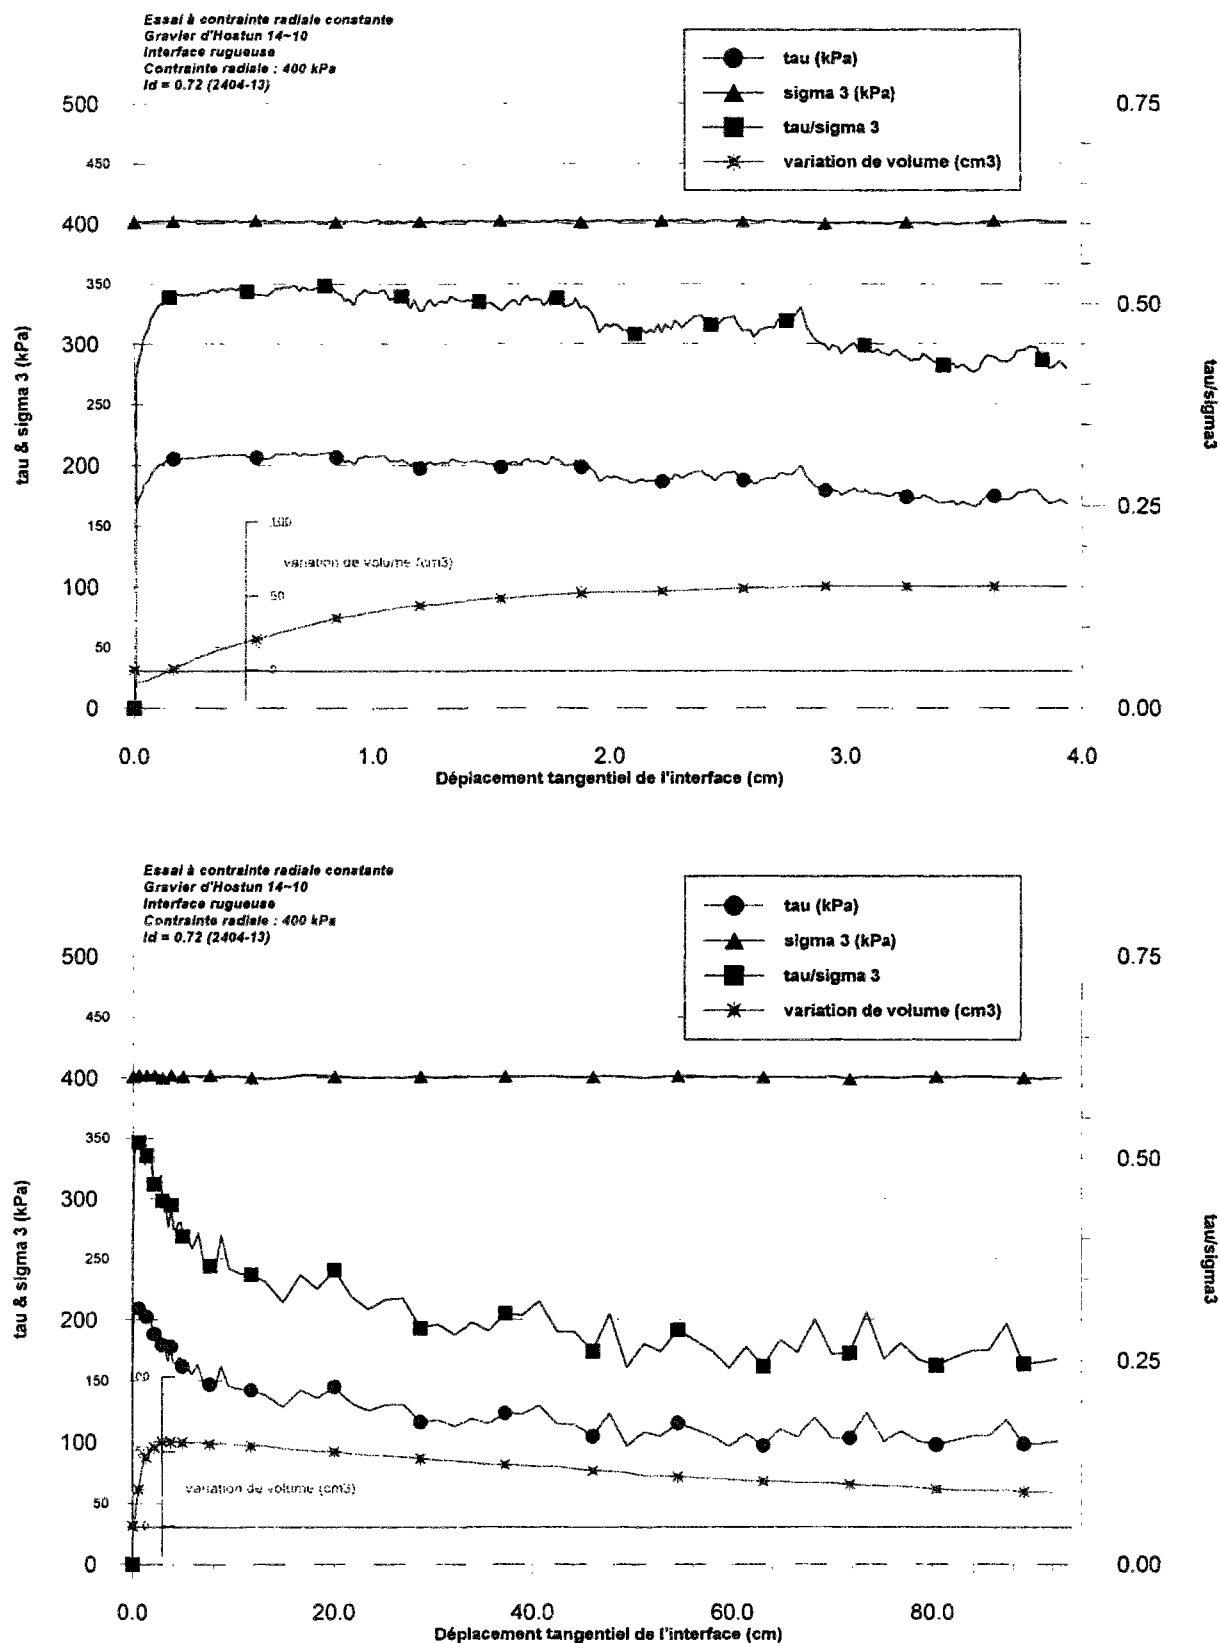 Essai à contrainte radiale constante
Gravier d'Hostun 14~10
Interface rugueuse
Contrainte radiale : 400 kPa
Id = 0.72 (2404-13)
tau (kPa)
sigma 3 (kPa)
tau/sigma 3
variation de volume (cm3)
500
450
400
350
300
250
200
150
100
50
0
tau & sigma 3 (kPa)
0.75
0.50
0.25
0.00
tau/sigma3
100
50
0
variation de volume (cm3)
0.0 1.0 2.0 3.0 4.0
Déplacement tangentiel de l'interface (cm)
Essai à contrainte radiale constante
Gravier d'Hostun 14~10
Interface rugueuse
Contrainte radiale : 400 kPa
Id = 0.72 (2404-13)
tau (kPa)
sigma 3 (kPa)
tau/sigma 3
variation de volume (cm3)
500
450
400
350
300
250
200
150
100
50
0
tau & sigma 3 (kPa)
0.75
0.50
0.25
0.00
tau/sigma3
0
variation de volume (cm3)
0.0 20.0 40.0 60.0 80.0
Déplacement tangentiel de l'interface (cm)